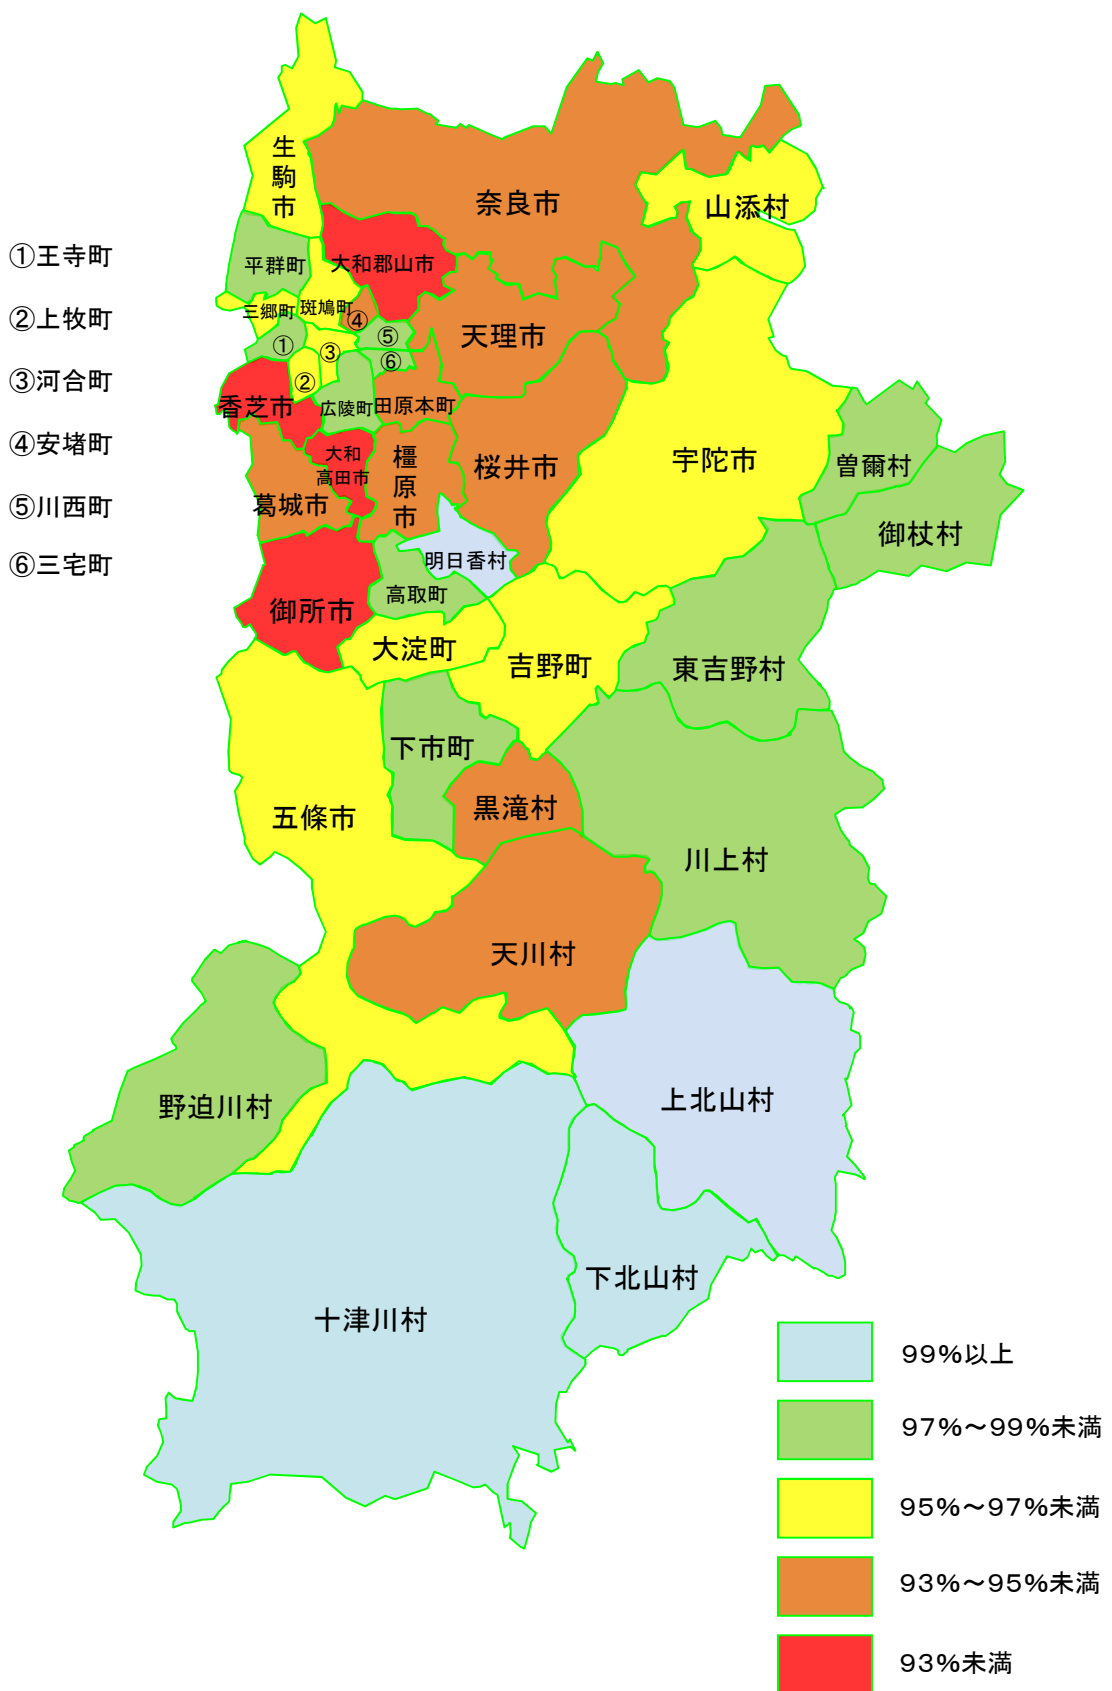 生駒市
奈良市
山添村
①王寺町
平群町
大和郡山市
②上牧町
三郷町
斑鳩町
④
⑤
天理市
①
③
⑥
③河合町
②
香芝市
広陵町
田原本町
④安堵町
大和
高田市
橿原市
桜井市
宇陀市
曽爾村
⑤川西町
葛城市
御杖村
⑥三宅町
明日香村
高取町
御所市
大淀町
吉野町
東吉野村
下市町
五條市
黒滝村
川上村
天川村
野迫川村
上北山村
下北山村
十津川村
99%以上
97%～99%未満
95%～97%未満
93%～95%未満
93%未満